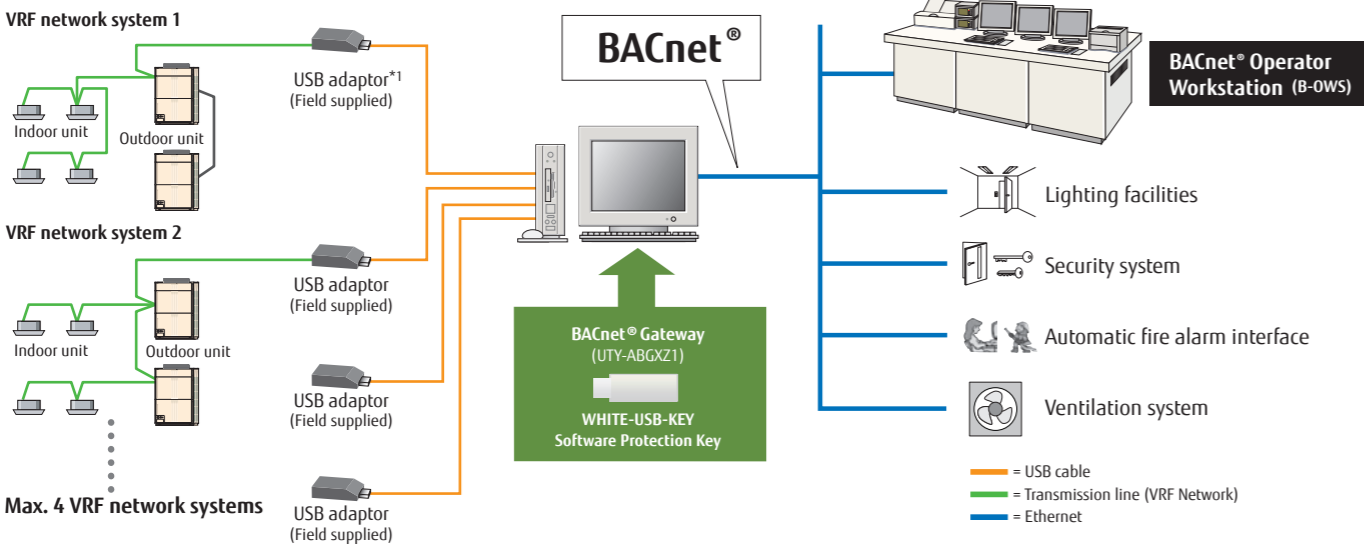 VRF network system 1
USB adaptor*1
(Field supplied)
Indoor unit
Outdoor unit
VRF network system 2
USB adaptor
(Field supplied)
Indoor unit
Outdoor unit
USB adaptor
(Field supplied)
Max. 4 VRF network systems
USB adaptor
(Field supplied)
BACnet®
BACnet® Gateway
(UTY-ABGXZ1)
WHITE-USB-KEY
Software Protection Key
BACnet® Operator
Workstation (B-OWS)
Lighting facilities
Security system
Automatic fire alarm interface
Ventilation system
= USB cable
= Transmission line (VRF Network)
= Ethernet